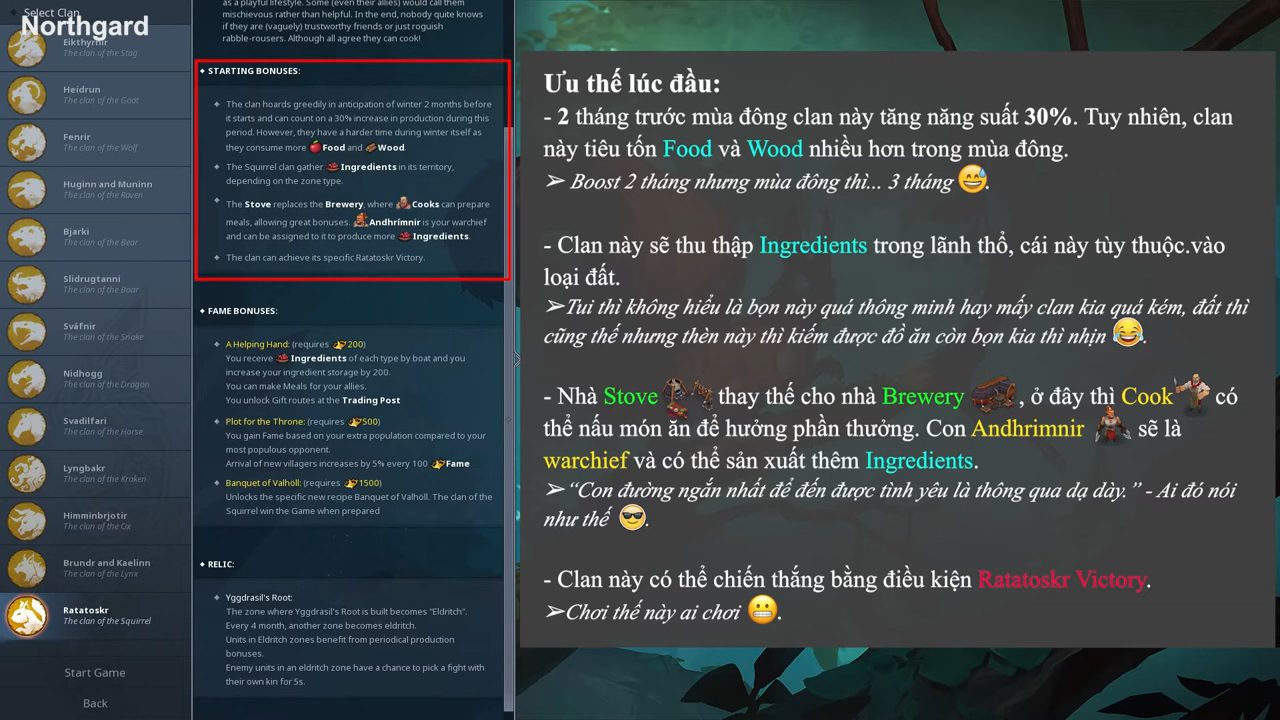 Select Clan
Northgard
Eikthyrnir
The clan of the Stag
Heidrun
The clan of the Goat
Fenrir
The clan of the Wolf
Huginn and Muninn
The clan of the Raven
Bjarki
The clan of the Bear
Slidrugtanni
The clan of the Boar
Sváfnir
The clan of the Snake
Nidhogg
The clan of the Dragon
Svadilfari
The clan of the Horse
Lyngbakr
The clan of the Kraken
Himminbrjotir
The clan of the Ox
Brundr and Kaelinn
The clan of the Lynx
Ratatoskr
The clan of the Squirrel
Start Game
Back
as a playful lifestyle. Some (even their allies) would call them
mischievous rather than helpful. In the end, nobody quite knows
if they are (vaguely) trustworthy friends or just roguish
rabble-rousers. Although all agree they can cook!
STARTING BONUSES:
The clan hoards greedily in anticipation of winter 2 months before
it starts and can count on a 30% increase in production during this
period. However, they have a harder time during winter itself as
they consume more Food and Wood.
The Squirrel clan gather Ingredients in its territory,
depending on the zone type.
The Stove replaces the Brewery, where Cooks can prepare
meals, allowing great bonuses. Andhrímnir is your warchief
and can be assigned to it to produce more Ingredients.
The clan can achieve its specific Ratatoskr Victory.
FAME BONUSES:
A Helping Hand: (requires 200)
You receive Ingredients of each type by boat and you
increase your ingredient storage by 200.
You can make Meals for your allies.
You unlock Gift routes at the Trading Post
Plot for the Throne: (requires 500)
You gain Fame based on your extra population compared to your
most populous opponent.
Arrival of new villagers increases by 5% every 100 Fame
Banquet of Valhöll: (requires 1500)
Unlocks the specific new recipe Banquet of Valhöll. The clan of the
Squirrel win the Game when prepared
RELIC:
Yggdrasil's Root:
The zone where Yggdrasil's Root is built becomes "Eldritch".
Every 4 month, another zone becomes eldritch.
Units in Eldritch zones benefit from periodical production
bonuses.
Enemy units in an eldritch zone have a chance to pick a fight with
their own kin for 5s.
Ưu thế lúc đầu:
- 2 tháng trước mùa đông clan này tăng năng suất 30%. Tuy nhiên, clan
này tiêu tốn Food và Wood nhiều hơn trong mùa đông.
➢ Boost 2 tháng nhưng mùa đông thì... 3 tháng 😅.
- Clan này sẽ thu thập Ingredients trong lãnh thổ, cái này tùy thuộc.vào
loại đất.
➢Tui thì không hiểu là bọn này quá thông minh hay mấy clan kia quá kém, đất thì
cũng thế nhưng thèn này thì kiếm được đồ ăn còn bọn kia thì nhịn 😂.
- Nhà Stove thay thế cho nhà Brewery , ở đây thì Cook có
thể nấu món ăn để hưởng phần thưởng. Con Andhrimnir sẽ là
warchief và có thể sản xuất thêm Ingredients.
➢“Con đường ngắn nhất để đến được tình yêu là thông qua dạ dày.” - Ai đó nói
như thế 😎.
- Clan này có thể chiến thắng bằng điều kiện Ratatoskr Victory.
➢Chơi thế này ai chơi 😬.